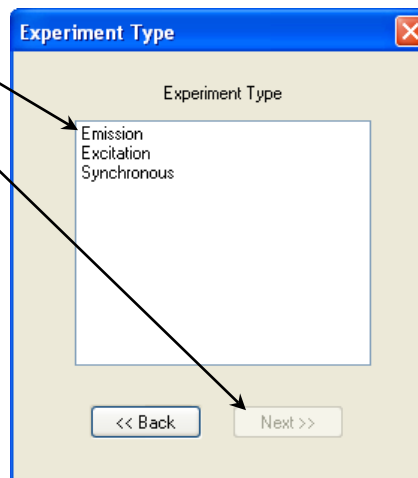 Experiment Type
Experiment Type
Emission
Excitation
Synchronous
<< Back
Next >>